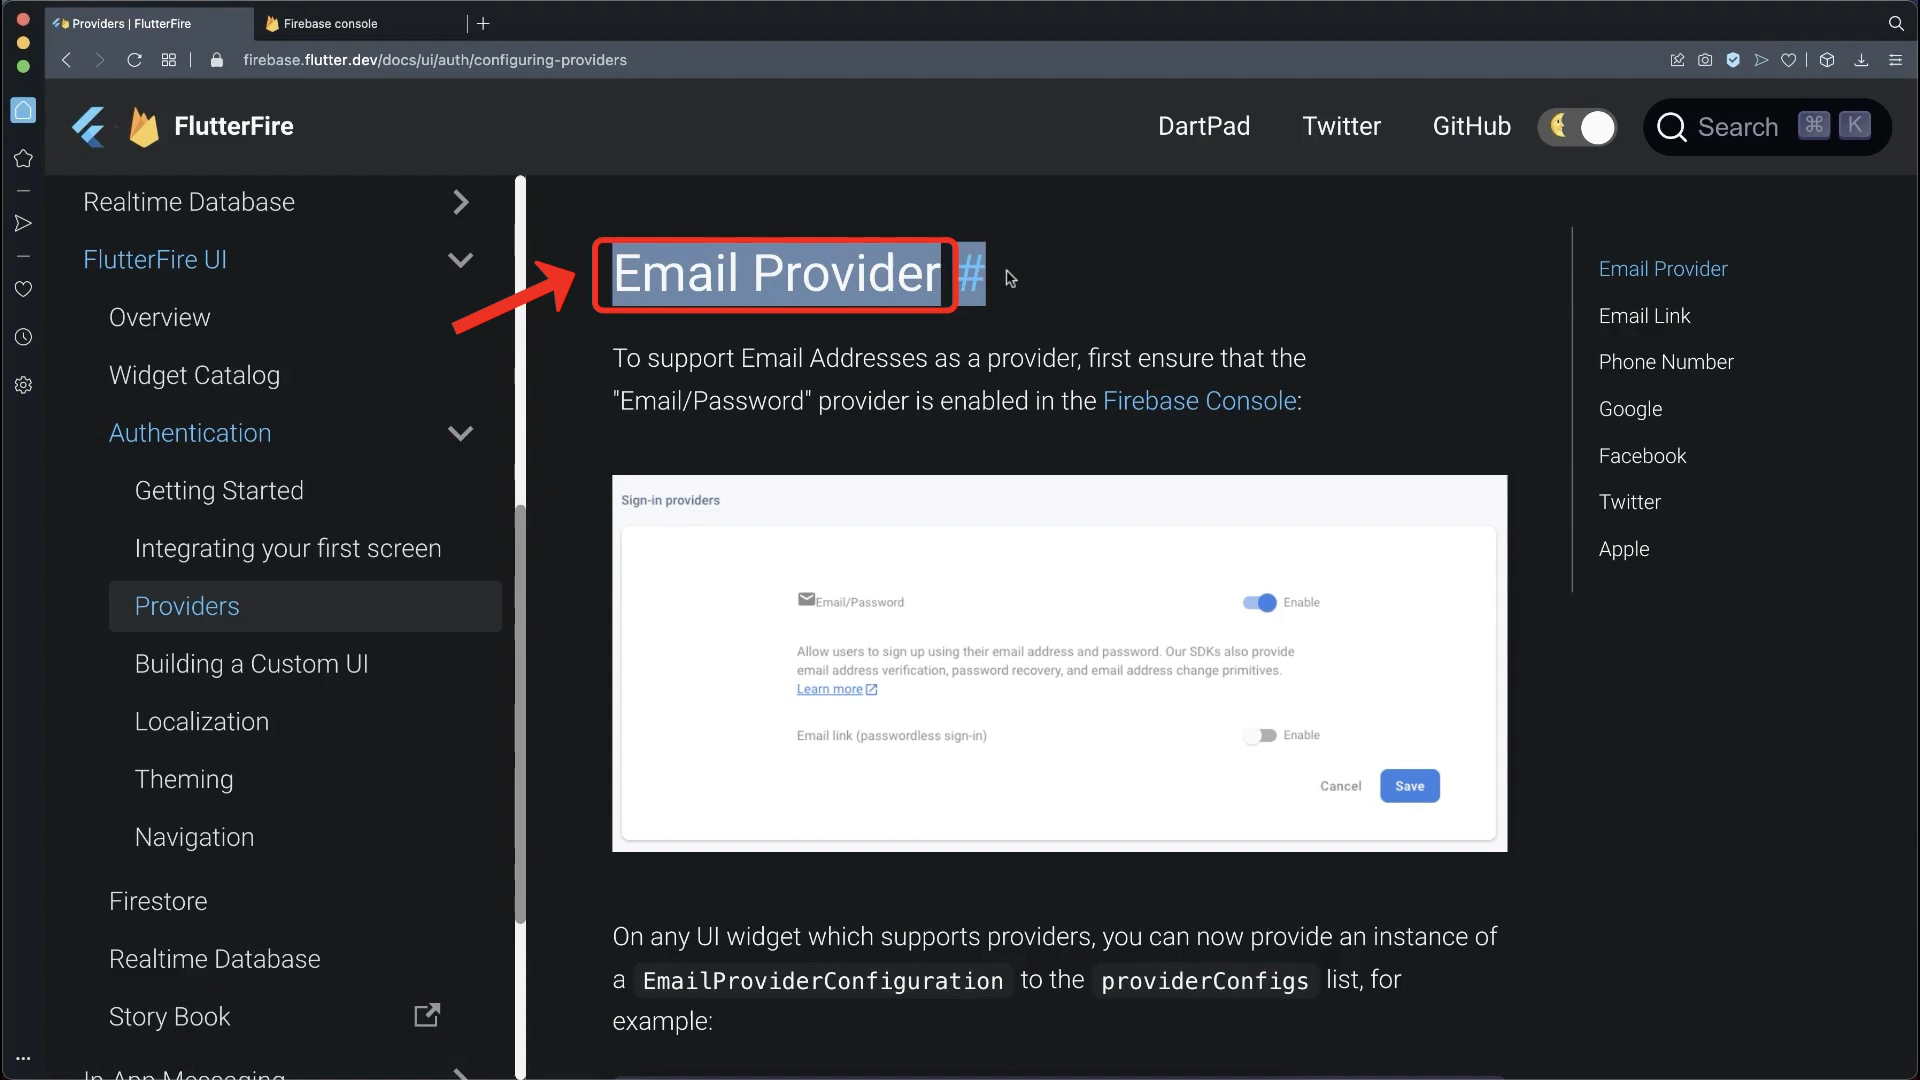 Providers | FlutterFire
Firebase console
firebase.flutter.dev/docs/ui/auth/configuring-providers
FlutterFire
DartPad
Twitter
GitHub
Search
⌘
K
Realtime Database
FlutterFire UI
Overview
Widget Catalog
Authentication
Getting Started
Integrating your first screen
Providers
Building a Custom UI
Localization
Theming
Navigation
Firestore
Realtime Database
Story Book
In-App Messaging
Email Provider #
To support Email Addresses as a provider, first ensure that the
"Email/Password" provider is enabled in the Firebase Console:
Sign-in providers
Email/Password
Enable
Allow users to sign up using their email address and password. Our SDKs also provide
email address verification, password recovery, and email address change primitives.
Learn more
Email link (passwordless sign-in)
Enable
Cancel
Save
On any UI widget which supports providers, you can now provide an instance of
a EmailProviderConfiguration to the providerConfigs list, for
example:
Email Provider
Email Link
Phone Number
Google
Facebook
Twitter
Apple